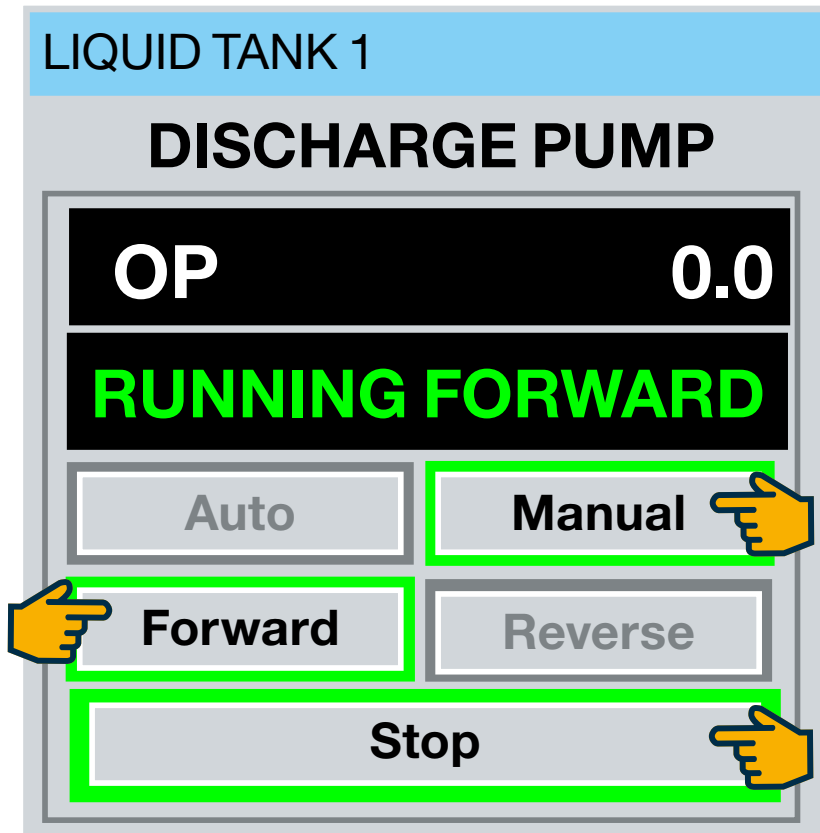 LIQUID TANK 1
DISCHARGE PUMP
OP 0.0
RUNNING FORWARD
Auto Manual
Forward Reverse
Stop